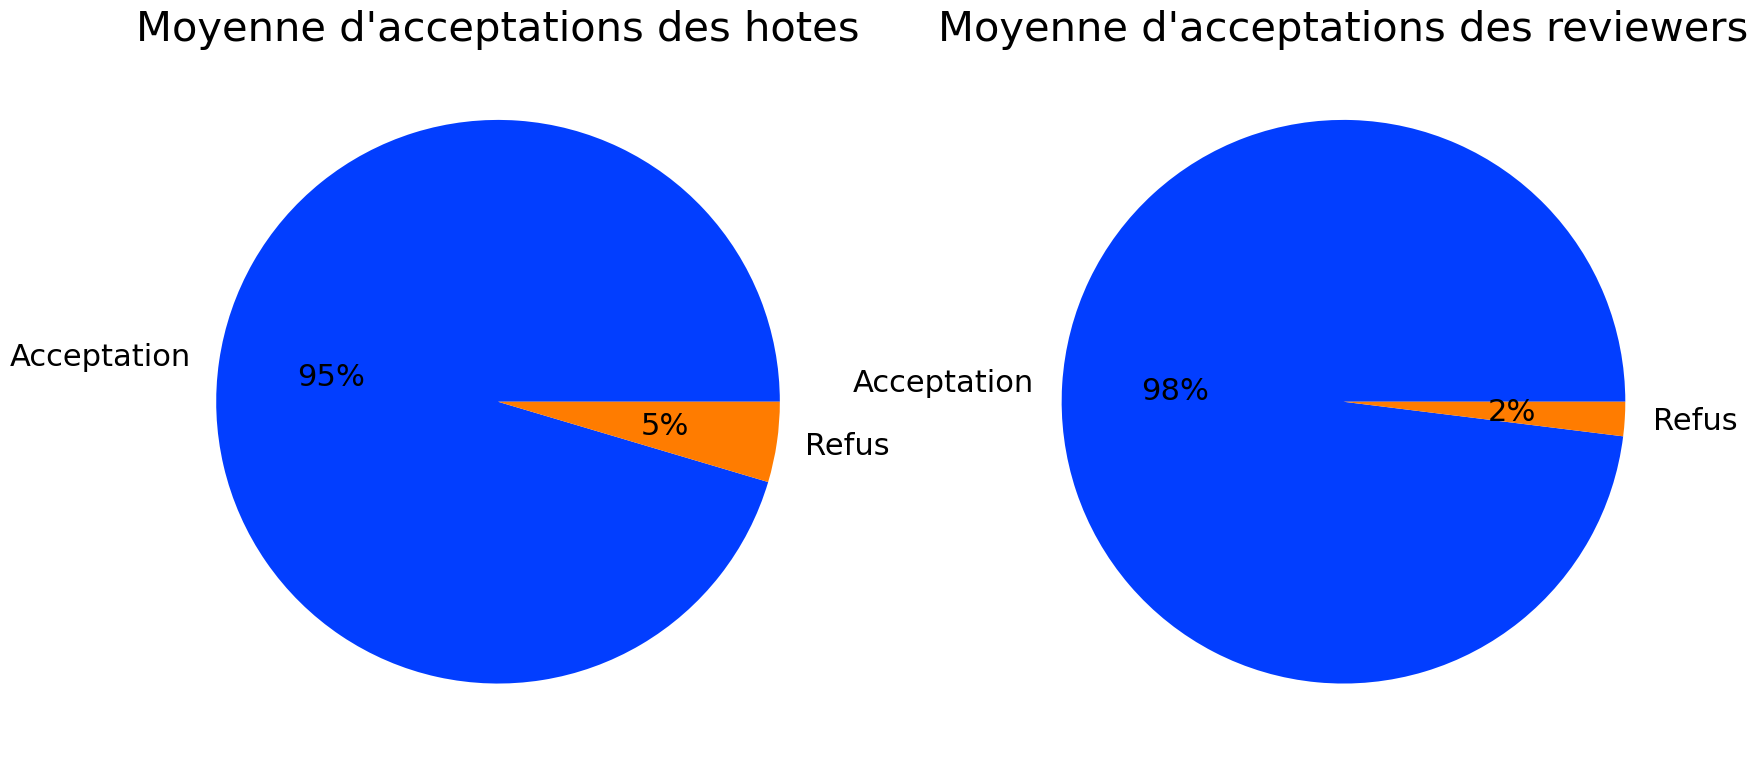 Moyenne d'acceptations des hotes
Acceptation
95%
5%
Refus
Moyenne d'acceptations des reviewers
Acceptation
98%
2%
Refus